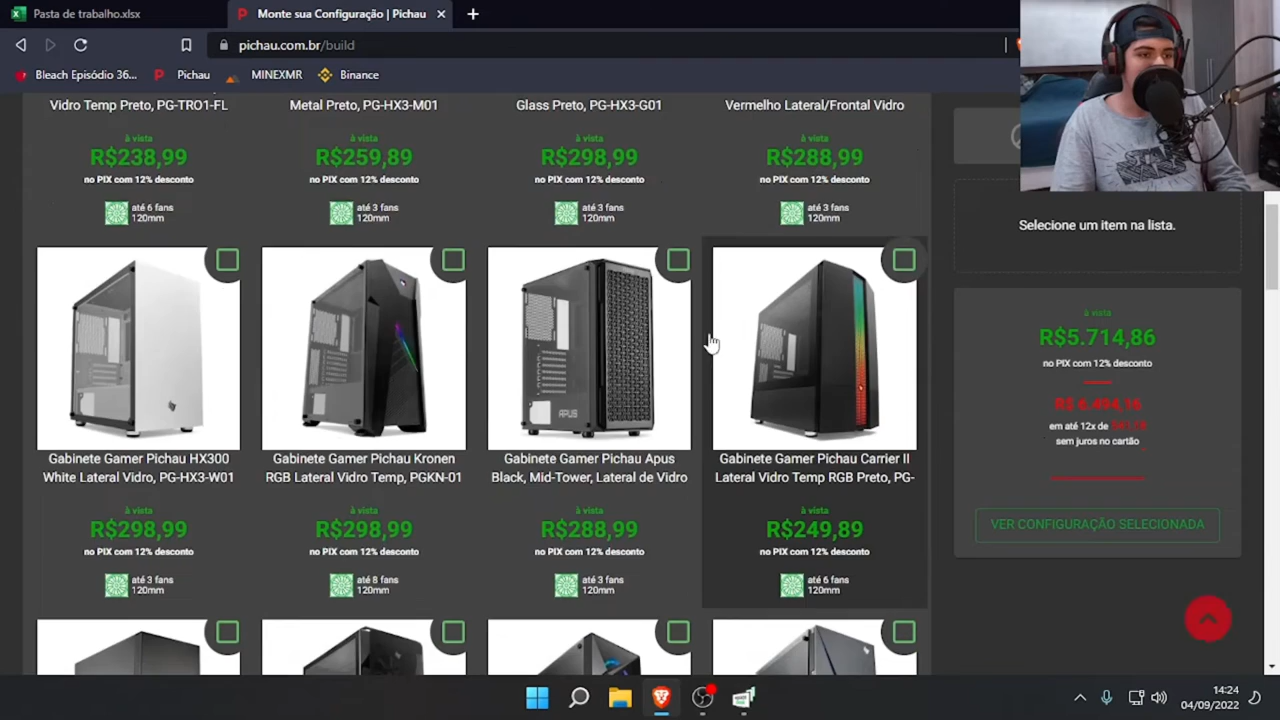 Pasta de trabalho.xlsx
Monte sua Configuração | Pichau
pichau.com.br/build
Bleach Episódio 36...
Pichau
MINEXMR
Binance
Vidro Temp Preto, PG-TRO1-FL
Metal Preto, PG-HX3-M01
Glass Preto, PG-HX3-G01
Vermelho Lateral/Frontal Vidro
à vista
R$238,99
no PIX com 12% desconto
até 6 fans
120mm
à vista
R$259,89
no PIX com 12% desconto
até 3 fans
120mm
à vista
R$298,99
no PIX com 12% desconto
até 3 fans
120mm
à vista
R$288,99
no PIX com 12% desconto
até 3 fans
120mm
Selecione um item na lista.
APUS
Gabinete Gamer Pichau HX300
White Lateral Vidro, PG-HX3-W01
à vista
R$298,99
no PIX com 12% desconto
até 3 fans
120mm
Gabinete Gamer Pichau Kronen
RGB Lateral Vidro Temp, PGKN-01
à vista
R$298,99
no PIX com 12% desconto
até 8 fans
120mm
Gabinete Gamer Pichau Apus
Black, Mid-Tower, Lateral de Vidro
à vista
R$288,99
no PIX com 12% desconto
até 3 fans
120mm
Gabinete Gamer Pichau Carrier II
Lateral Vidro Temp RGB Preto, PG-
à vista
R$249,89
no PIX com 12% desconto
até 6 fans
120mm
à vista
R$5.714,86
no PIX com 12% desconto
em até 12x de
sem juros no cartão
VER CONFIGURAÇÃO SELECIONADA
14:24
04/09/2022